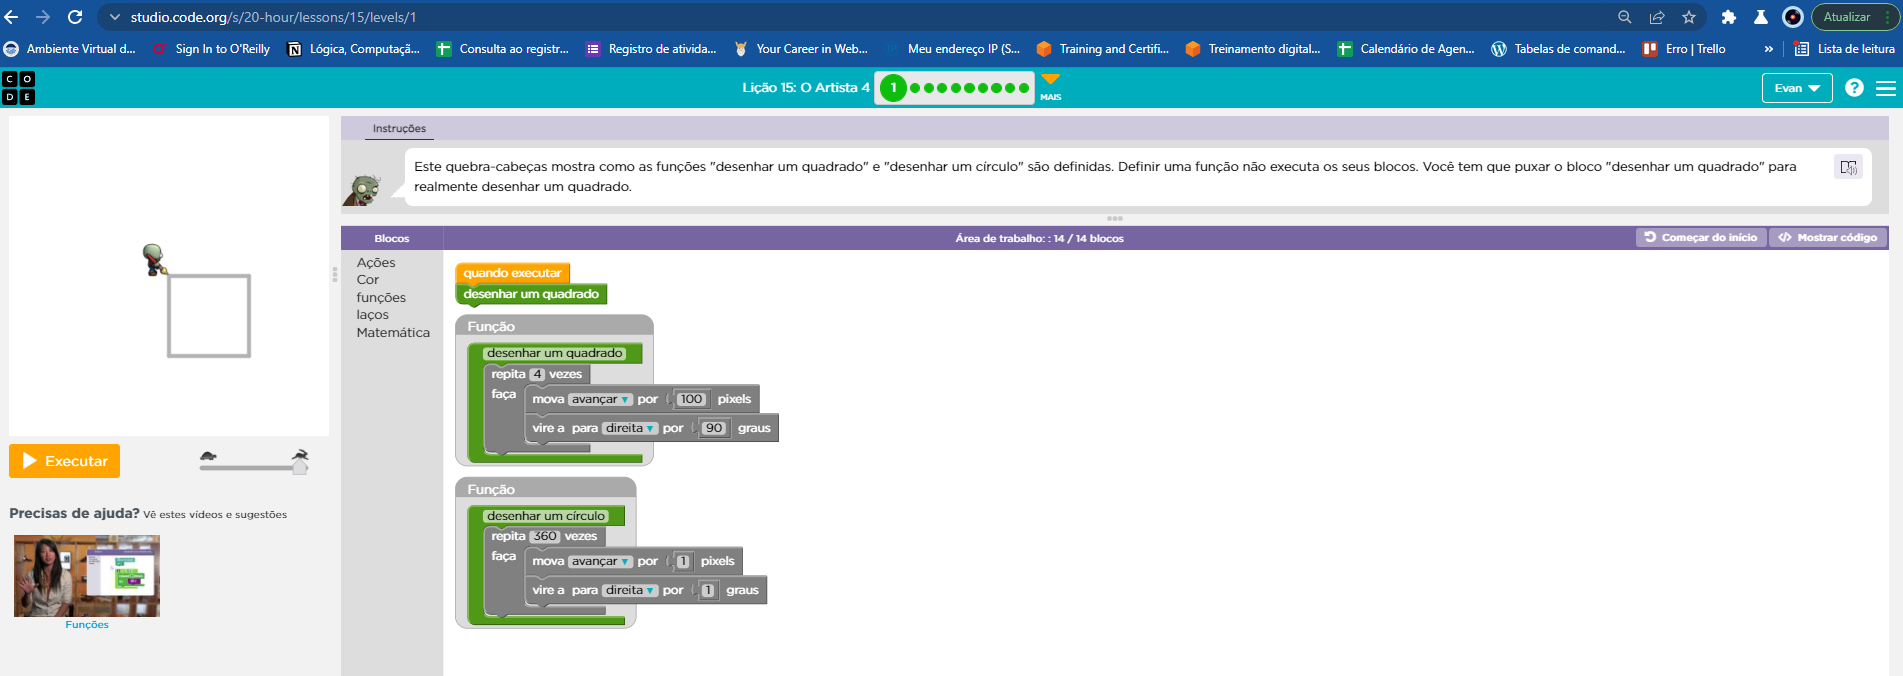 studio.code.org/s/20-hour/lessons/15/levels/1
Atualizar
Ambiente Virtual d...
Sign In to O'Reilly
Lógica, Computaçã...
Consulta ao registr...
Registro de ativida...
Your Career in Web...
Meu endereço IP (S...
Training and Certifi...
Treinamento digital...
Calendário de Agen...
Tabelas de comand...
Erro | Trello
»
Lista de leitura
C O
D E
Lição 15: O Artista 4
1
MAIS
Evan
?
Instruções
Este quebra-cabeças mostra como as funções "desenhar um quadrado" e "desenhar um círculo" são definidas. Definir uma função não executa os seus blocos. Você tem que puxar o bloco "desenhar um quadrado" para
realmente desenhar um quadrado.
Blocos
Área de trabalho: : 14 / 14 blocos
Começar do início
Mostrar código
Ações
Cor
funções
laços
Matemática
quando executar
desenhar um quadrado
Função
desenhar um quadrado
repita 4 vezes
faça
mova avançar por 100 pixels
vire a para direita por 90 graus
Função
desenhar um círculo
repita 360 vezes
faça
mova avançar por 1 pixels
vire a para direita por 1 graus
Executar
Precisas de ajuda? Vê estes vídeos e sugestões
Funções